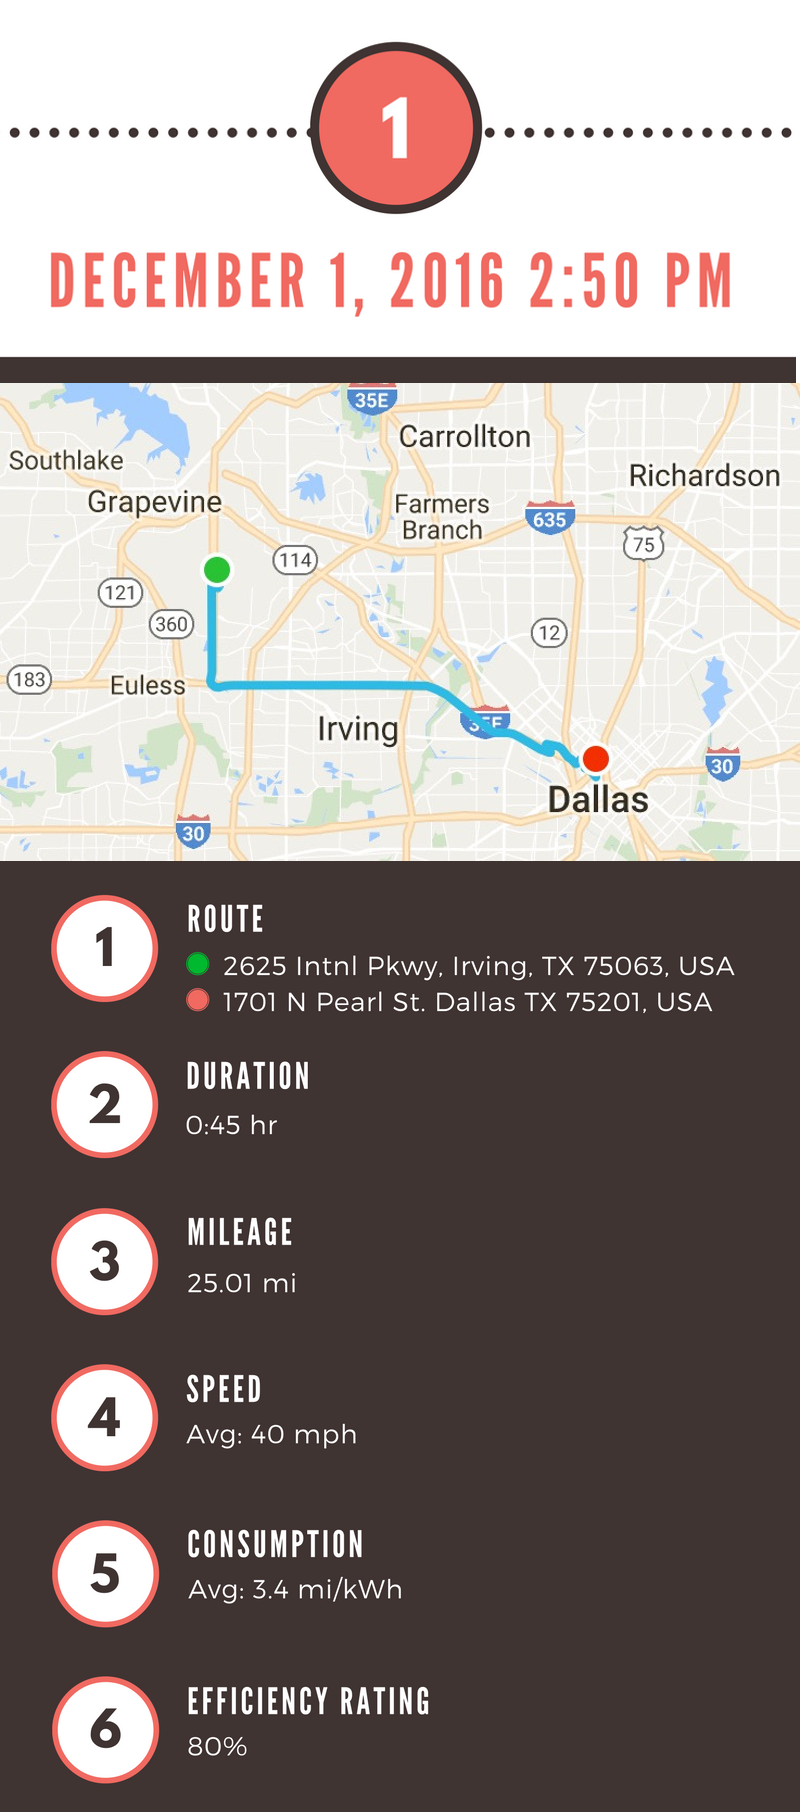 1
DECEMBER 1, 2016 2:50 PM
35E
Carrollton
Southlake
Richardson
Grapevine
Farmers
Branch
635
75
114
121
360
12
183
Euless
Irving
35E
30
Dallas
30
1
ROUTE
2625 Intnl Pkwy, Irving, TX 75063, USA
1701 N Pearl St. Dallas TX 75201, USA
2
DURATION
0:45 hr
3
MILEAGE
25.01 mi
4
SPEED
Avg: 40 mph
5
CONSUMPTION
Avg: 3.4 mi/kWh
6
EFFICIENCY RATING
80%